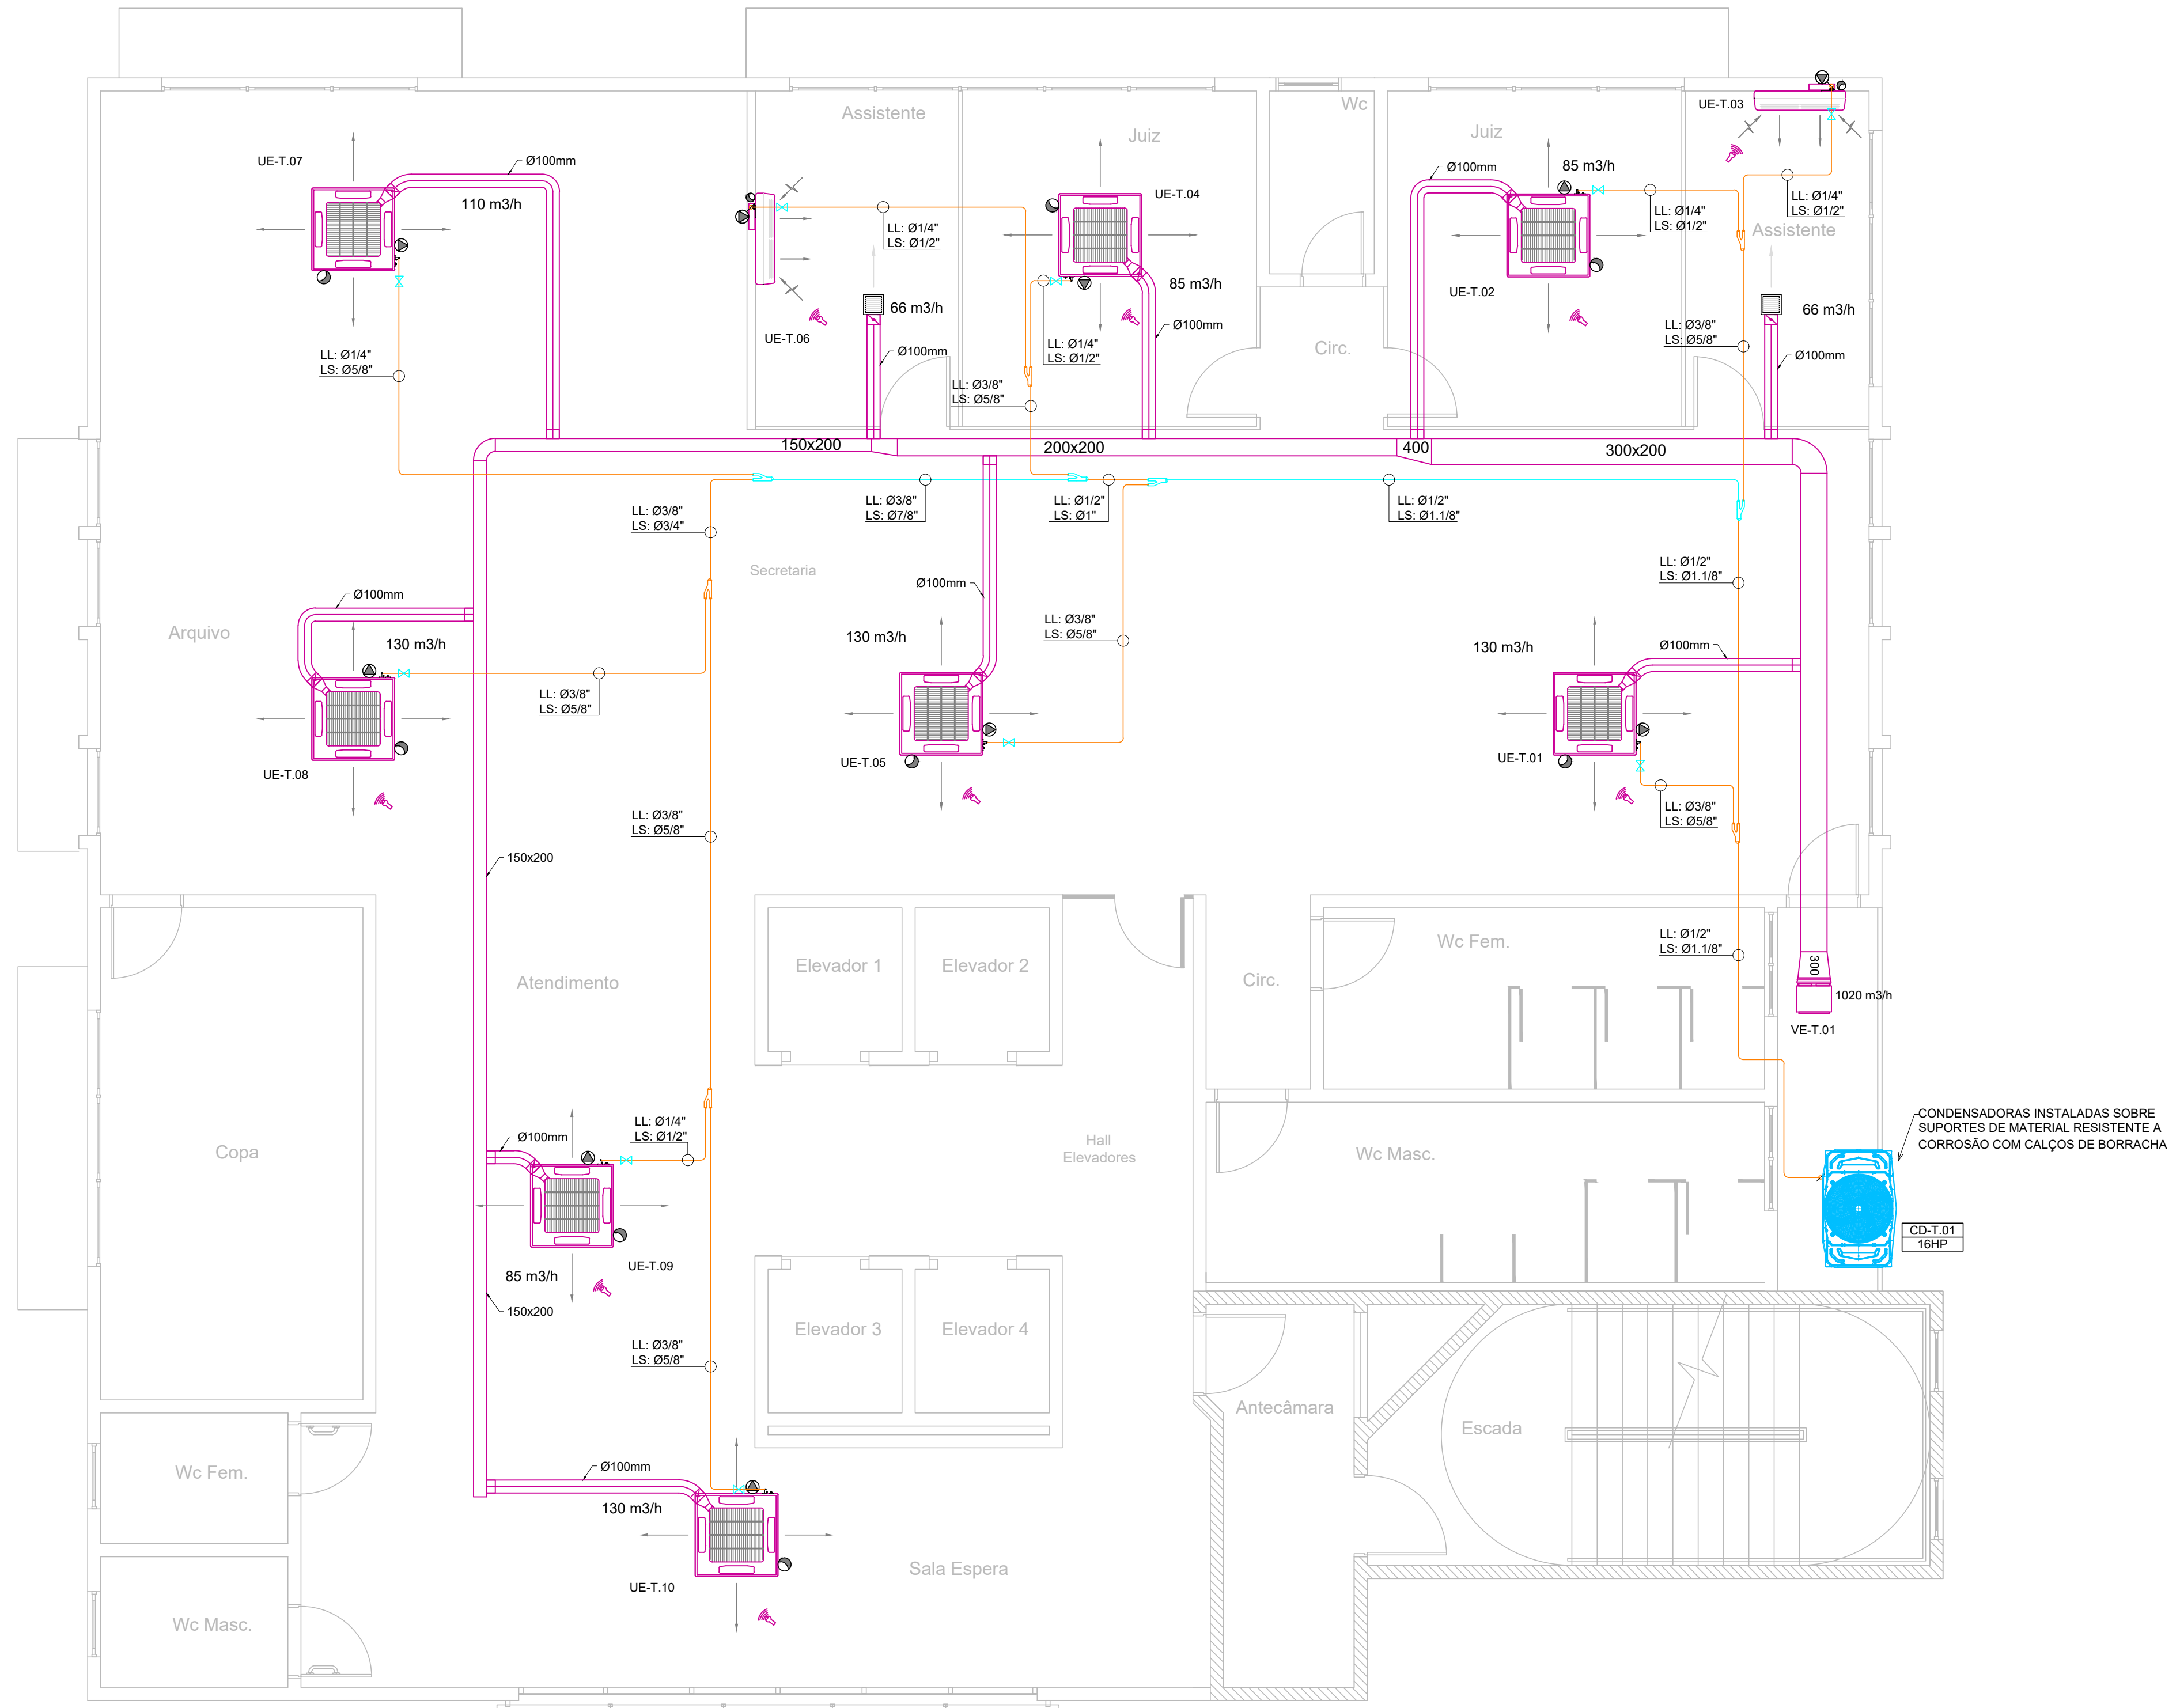 UE-T.03
Assistente
Wc
Juiz
Juiz
UE-T.07
Ø100mm
Ø100mm
85 m3/h
110 m3/h
UE-T.04
LL: Ø1/4"
LS: Ø1/2"
LL: Ø1/4"
LS: Ø1/2"
LL: Ø1/4"
LS: Ø1/2"
Assistente
85 m3/h
UE-T.02
66 m3/h
66 m3/h
UE-T.06
Ø100mm
LL: Ø3/8"
LS: Ø5/8"
LL: Ø1/4"
LS: Ø1/2"
Circ.
Ø100mm
Ø100mm
LL: Ø1/4"
LS: Ø5/8"
LL: Ø3/8"
LS: Ø5/8"
150x200
200x200
400
300x200
LL: Ø3/8"
LS: Ø3/4"
LL: Ø3/8"
LS: Ø7/8"
LL: Ø1/2"
LS: Ø1"
LL: Ø1/2"
LS: Ø1.1/8"
Secretaria
LL: Ø1/2"
LS: Ø1.1/8"
Ø100mm
Ø100mm
Arquivo
130 m3/h
130 m3/h
LL: Ø3/8"
LS: Ø5/8"
130 m3/h
Ø100mm
LL: Ø3/8"
LS: Ø5/8"
UE-T.08
UE-T.05
UE-T.01
LL: Ø3/8"
LS: Ø5/8"
LL: Ø3/8"
LS: Ø5/8"
150x200
Wc Fem.
LL: Ø1/2"
LS: Ø1.1/8"
Elevador 1
Elevador 2
Atendimento
Circ.
300
1020 m3/h
VE-T.01
CONDENSADORAS INSTALADAS SOBRE
SUPORTES DE MATERIAL RESISTENTE A
CORROSÃO COM CALÇOS DE BORRACHA
LL: Ø1/4"
LS: Ø1/2"
Ø100mm
Hall
Elevadores
Copa
Wc Masc.
CD-T.01
16HP
UE-T.09
85 m3/h
150x200
Elevador 3
Elevador 4
LL: Ø3/8"
LS: Ø5/8"
Antecâmara
Escada
Ø100mm
Wc Fem.
130 m3/h
Sala Espera
UE-T.10
Wc Masc.